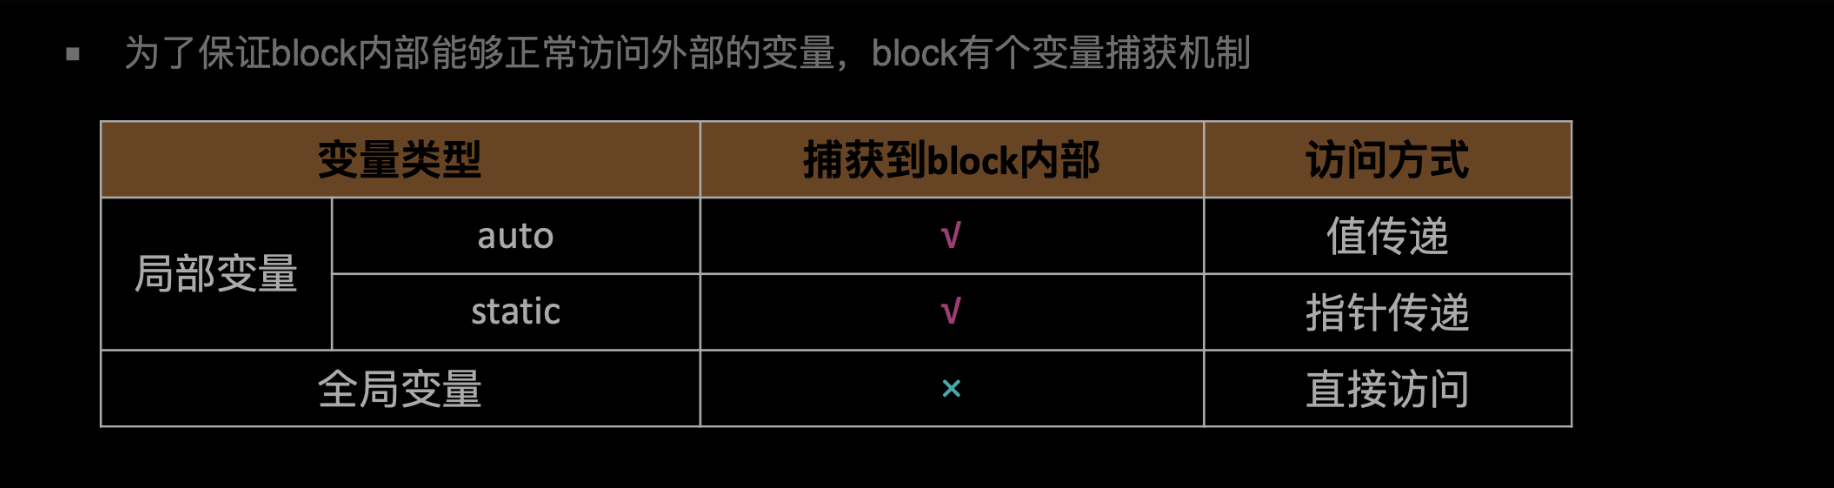 ▪ 为了保证block内部能够正常访问外部的变量，block有个变量捕获机制
变量类型 捕获到block内部 访问方式
局部变量 auto √ 值传递
static √ 指针传递
全局变量 × 直接访问